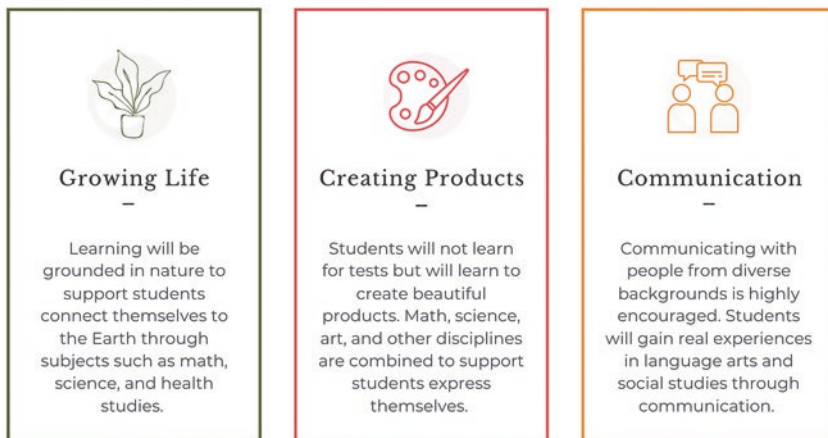 Growing Life
–
Learning will be
grounded in nature to
support students
connect themselves to
the Earth through
subjects such as math,
science, and health
studies.
Creating Products
–
Students will not learn
for tests but will learn to
create beautiful
products. Math, science,
art, and other disciplines
are combined to support
students express
themselves.
Communication
–
Communicating with
people from diverse
backgrounds is highly
encouraged. Students
will gain real experiences
in language arts and
social studies through
communication.